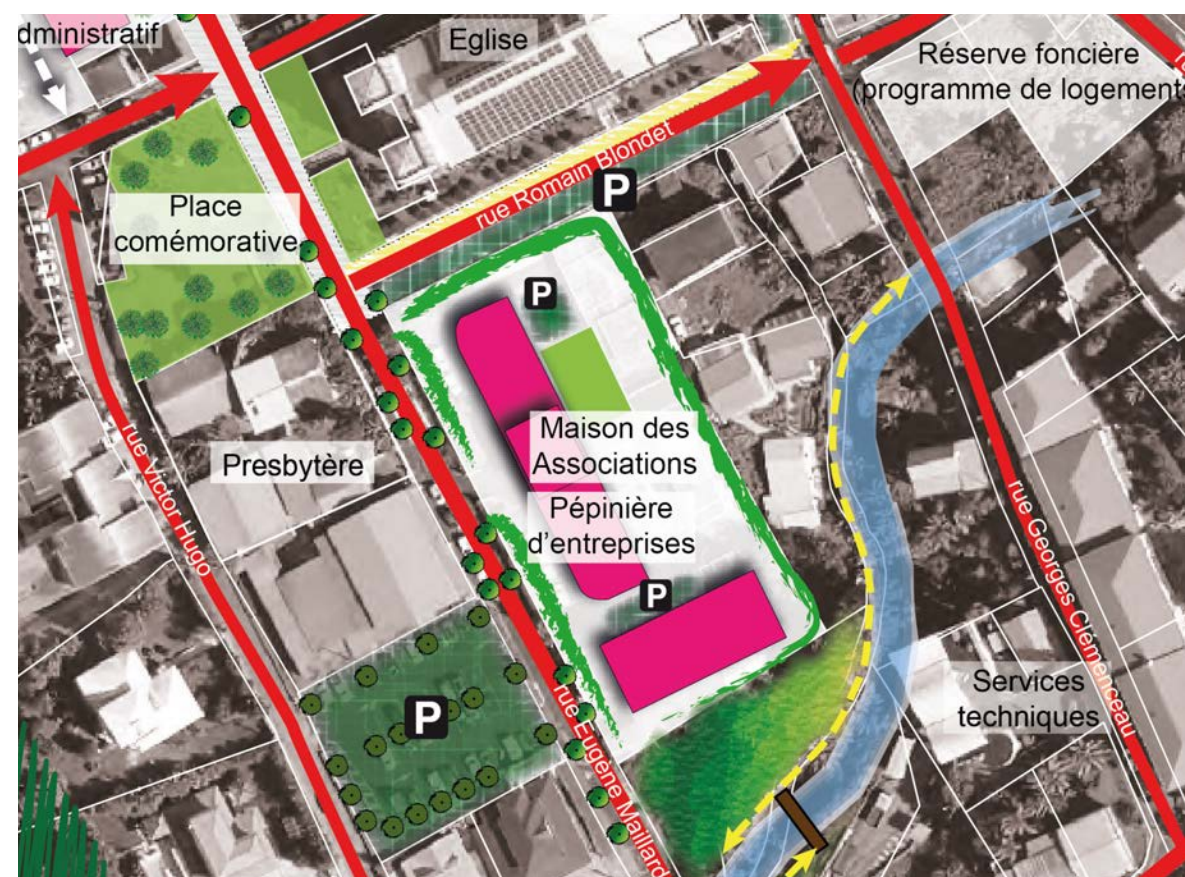 dministratif
Eglise
Réserve foncière
(programme de logements
rue Romain Blondet
P
Place
comémorative
P
Maison des
Associations
Presbytère
Pépinière
d'entreprises
rue Victor Hugo
rue Georges Clémenceau
P
P
Services
techniques
rue Eugène Maillard